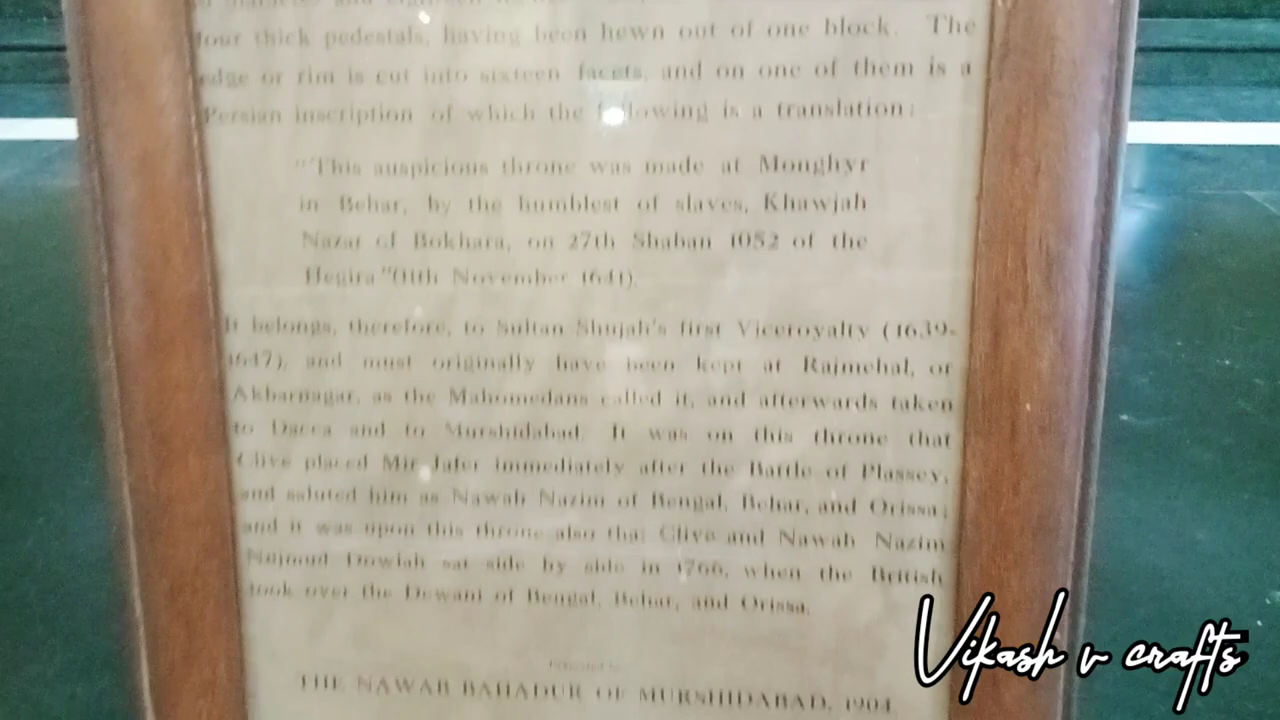 four thick pedestals, having been hewn out of one block. The
edge or rim is cut into sixteen facets, and on one of them is a
Persian inscription of which the following is a translation:
"This auspicious throne was made at Monghyr
in Behar, by the humblest of slaves, Khawjah
Nazar of Bokhara, on 27th Shaban 1052 of the
Hegira" (11th November 1641).
It belongs, therefore, to Sultan Shujah's first Viceroyalty (1639-
1647), and must originally have been kept at Rajmehal, or
Akbarnagar, as the Mahomedans called it, and afterwards taken
to Dacca and to Murshidabad. It was on this throne that
Clive placed Mir Jafer immediately after the Battle of Plassey,
and saluted him as Nawab Nazim of Bengal, Behar, and Orissa;
and it was upon this throne also that Clive and Nawab Nazim
Nujmud Dowlah sat side by side in 1766, when the British
took over the Dewani of Bengal, Behar, and Orissa.
Presented by
THE NAWAB BAHADUR OF MURSHIDABAD, 1904
Vikash v crafts